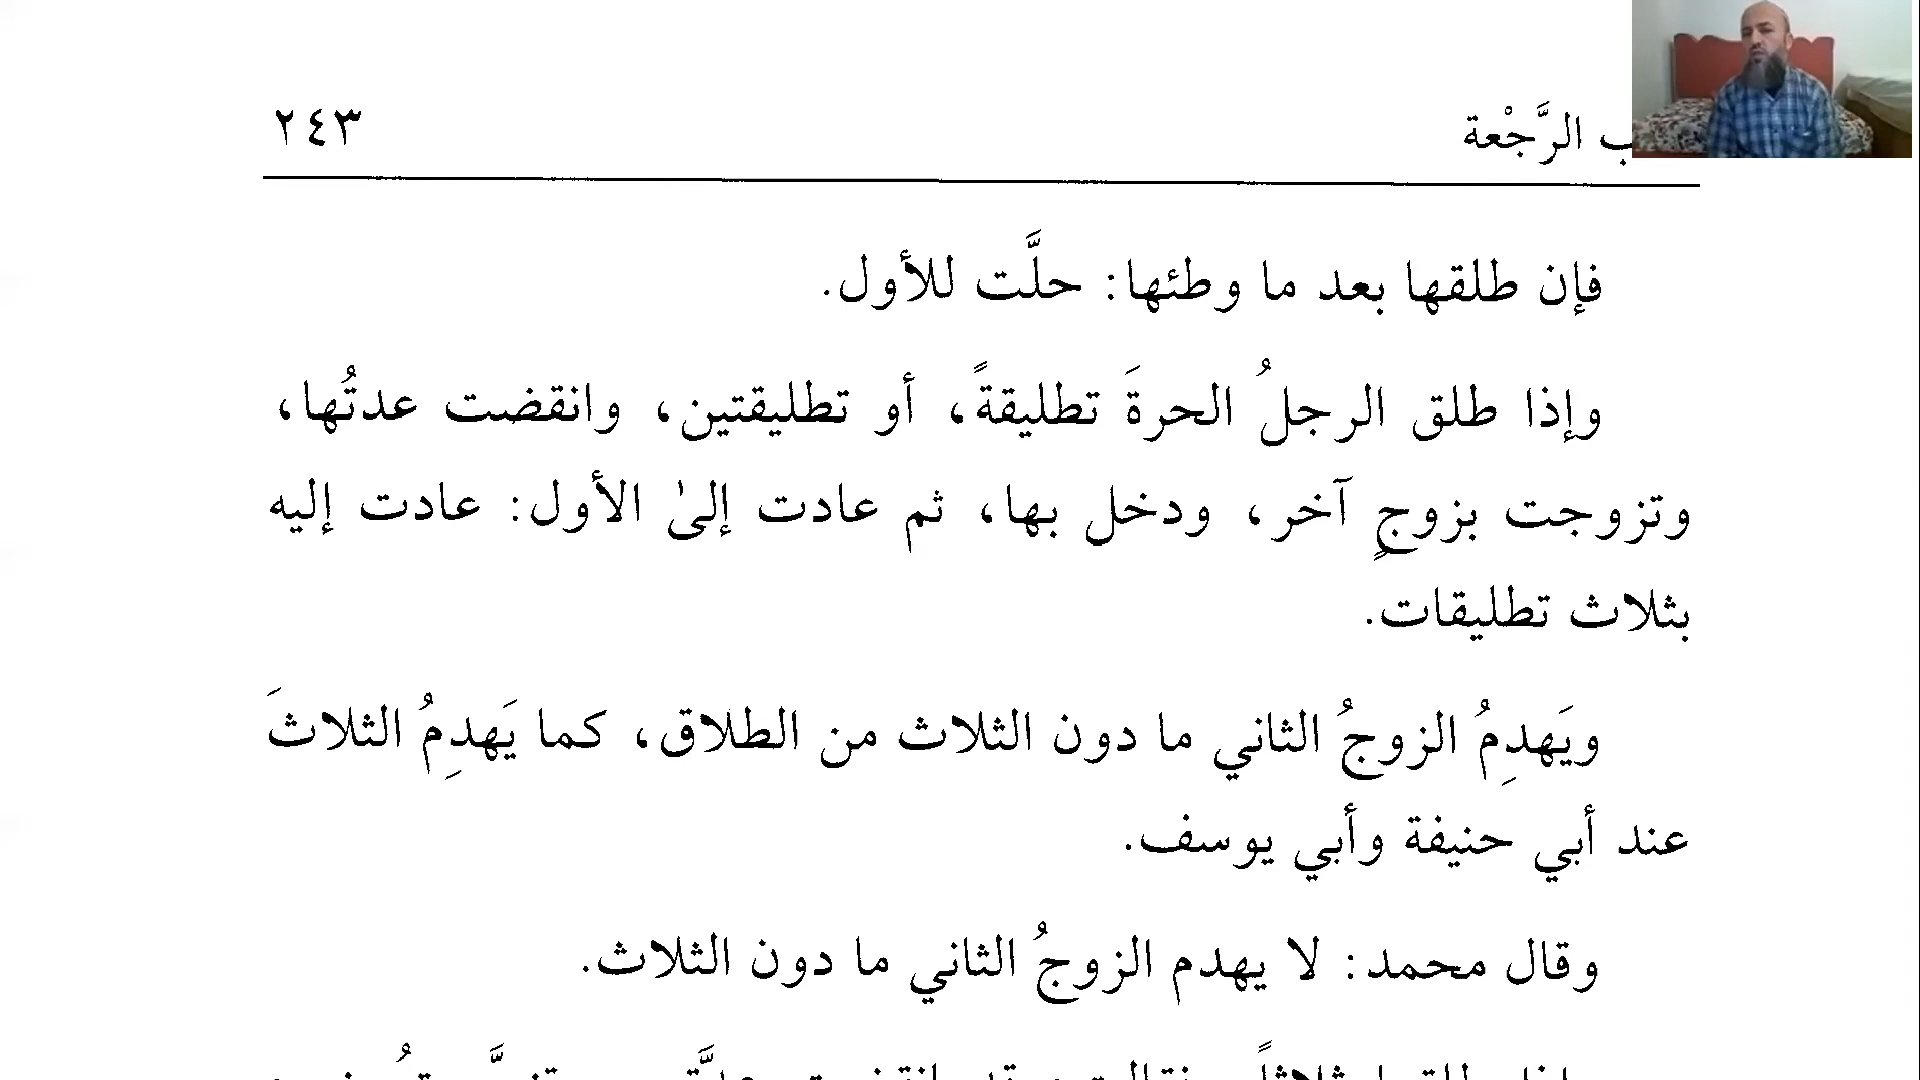 ب الرَّجْعة
٢٤٣
فإن طلقها بعد ما وطئها: حلَّت للأول.
وإذا طلق الرجلُ الحرةَ تطليقةً، أو تطليقتين، وانقضت عدتُها،
وتزوجت بزوجٍ آخر، ودخل بها، ثم عادت إلىٰ الأول: عادت إليه
بثلاث تطليقات.
ويَهدِمُ الزوجُ الثاني ما دون الثلاث من الطلاق، كما يَهدِمُ الثلاثَ
عند أبي حنيفة وأبي يوسف.
وقال محمد: لا يهدم الزوجُ الثاني ما دون الثلاث.